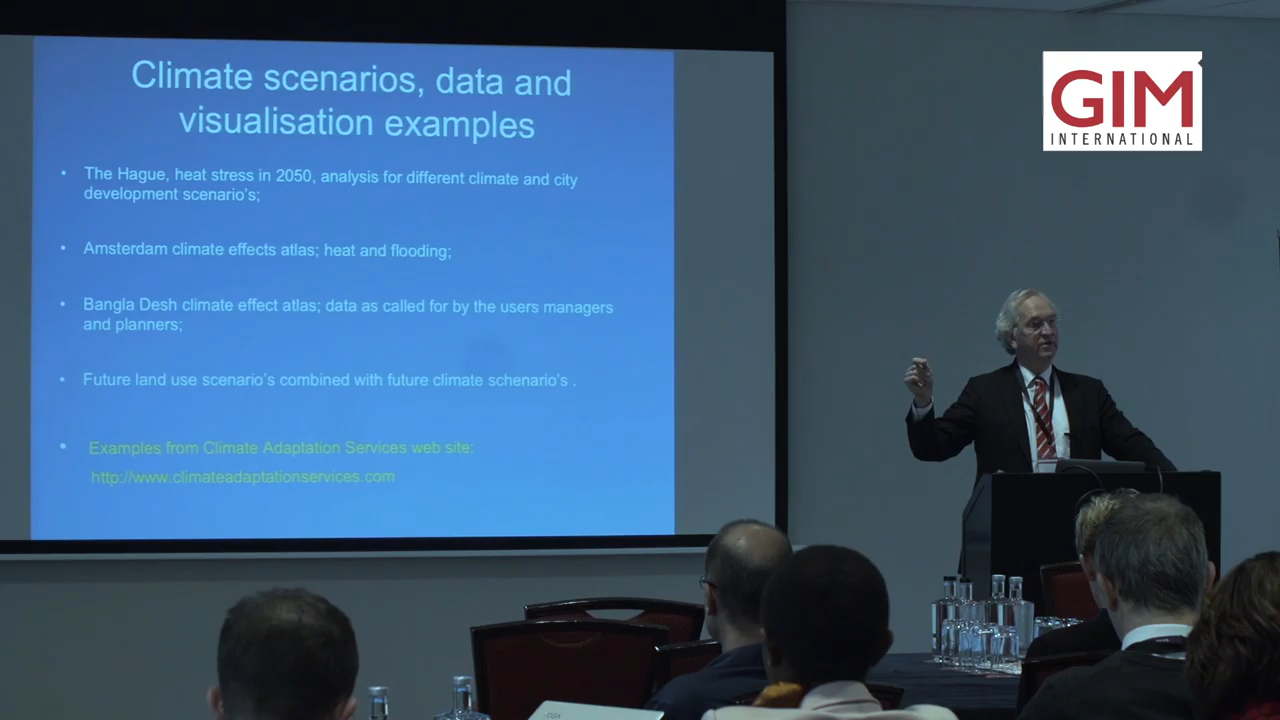 Climate scenarios, data and
visualisation examples
• The Hague, heat stress in 2050, analysis for different climate and city
development scenario's;
• Amsterdam climate effects atlas; heat and flooding;
• Bangla Desh climate effect atlas; data as called for by the users managers
and planners;
• Future land use scenario's combined with future climate schenario's .
• Examples from Climate Adaptation Services web site:
http://www.climateadaptationservices.com
GIM
INTERNATIONAL